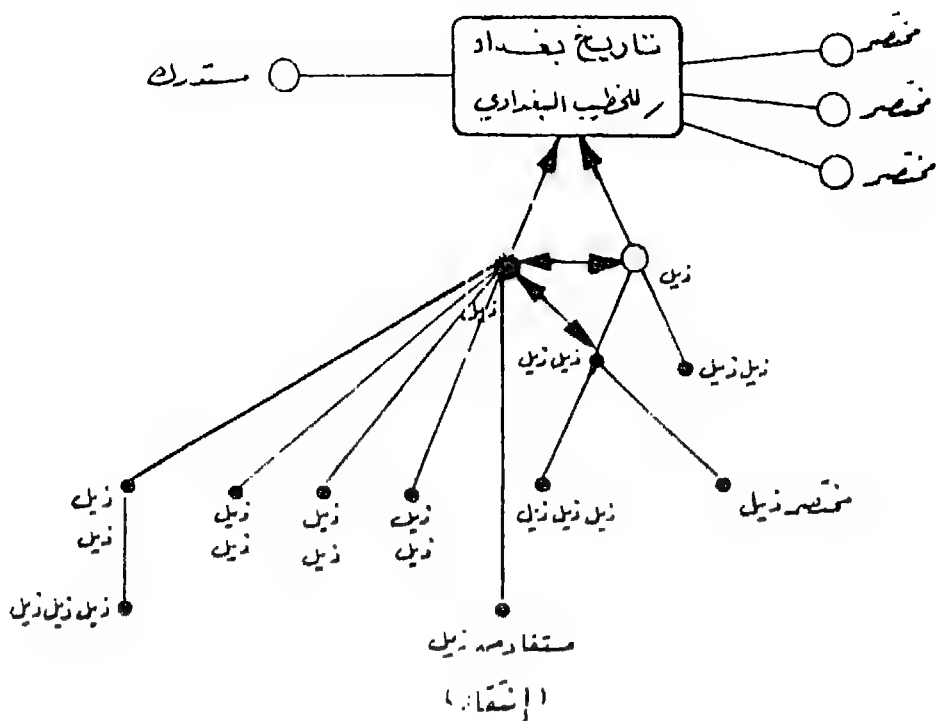 تاريخ بغداد
للخطيب البغدادي
مختصر
مختصر
مختصر
مستدرك
ذيل
ذيل
ذيل ذيل
ذيل ذيل
ذيل
ذيل
ذيل
ذيل
ذيل
ذيل
ذيل
ذيل
ذيل ذيل ذيل
مختصر ذيل
ذيل ذيل ذيل
مستفاد من ذيل
(إنتقاء)